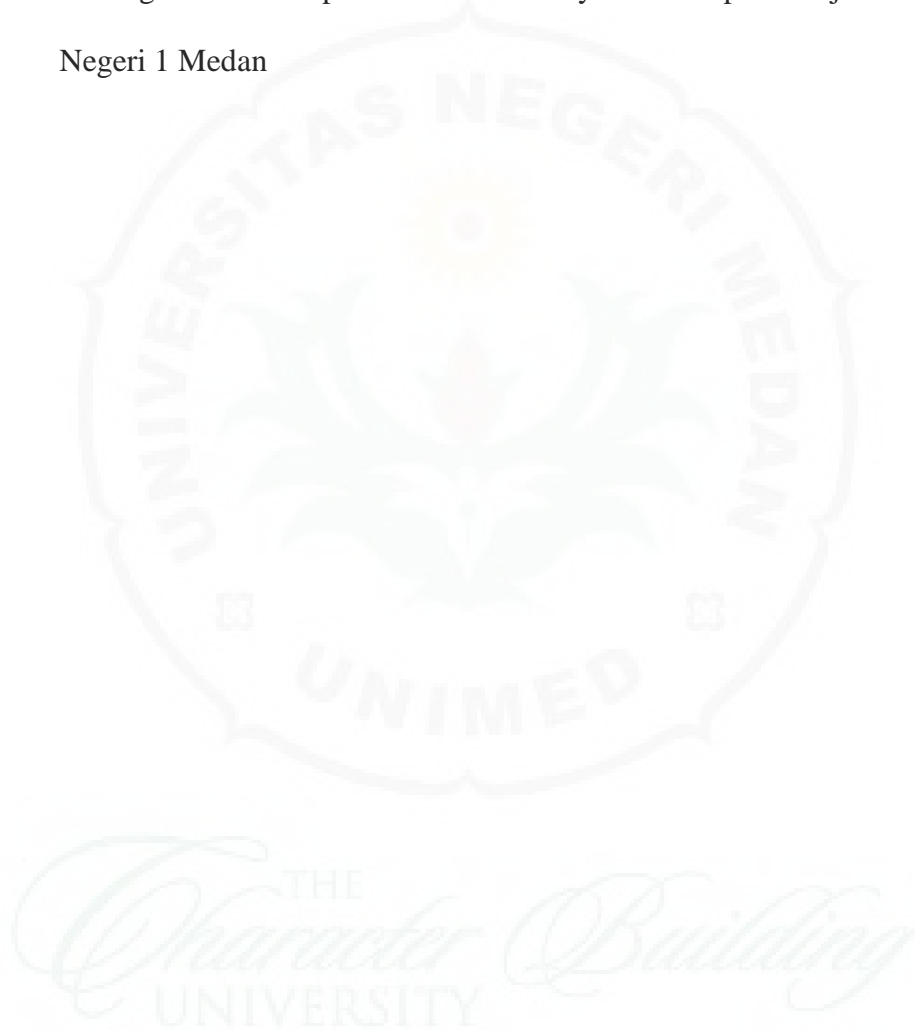 Negeri 1 Medan
UNIVERSITAS NEGERI MEDAN
UNIMED
THE
Character Building
UNIVERSITY